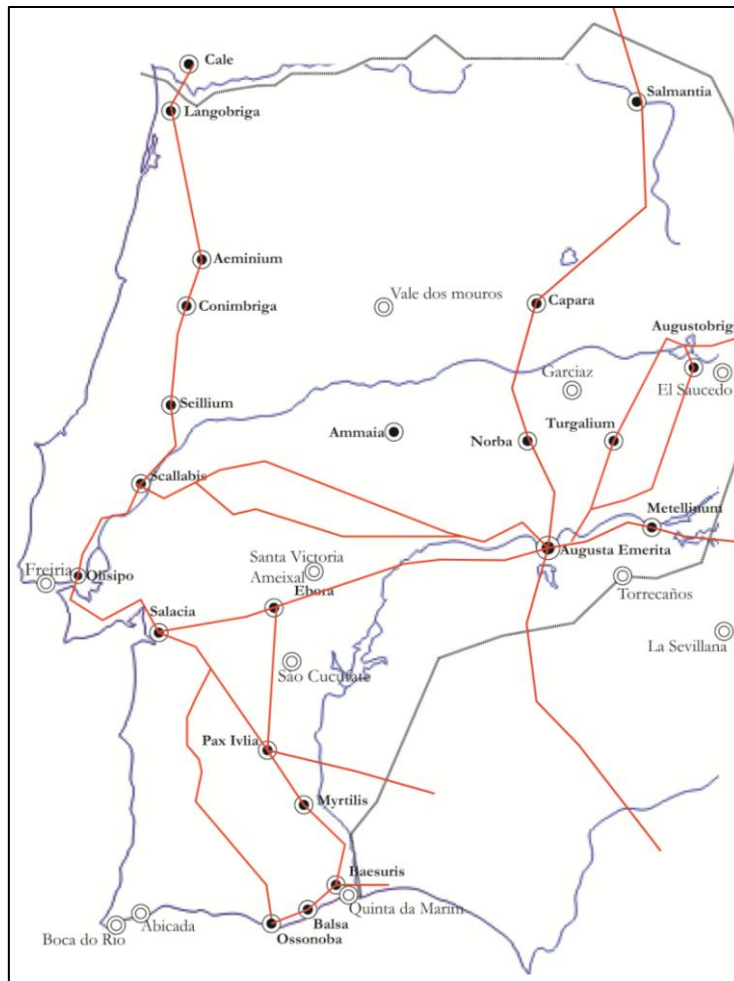 Cale
Salmantia
Langobriga
Aeminium
Conimbriga
Vale dos mouros
Capara
Augustobrig
Garciaz
El Saucedo
Seillium
Ammaia
Norba
Turgalium
Scallabis
Metellinum
Augusta Emerita
Santa Victoria
Ameixal
Freiria
Olisipo
Torrecaños
Ebora
Salacia
La Sevillana
São Cucufate
Pax Ivlia
Myrtilis
Baesuris
Quinta da Marim
Abicada
Balsa
Boca do Rio
Ossonoba